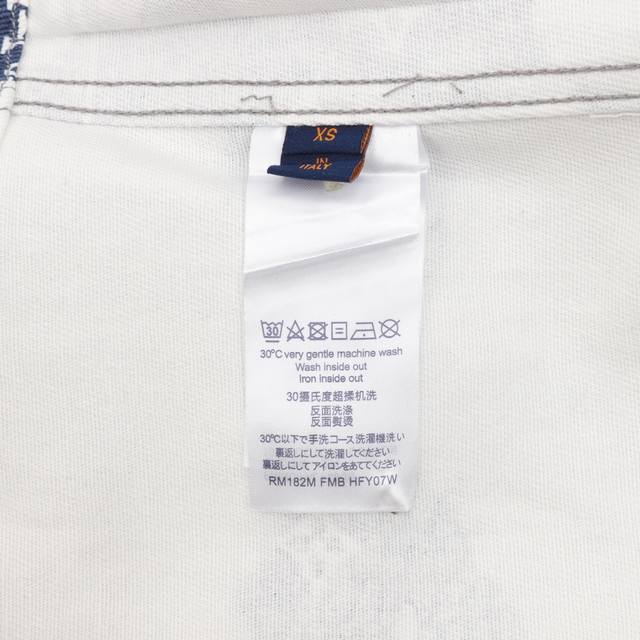 XS
IN
ITALY
30
30°C very gentle machine wash
Wash inside out
Iron inside out
30摄氏度超揉机洗
反面洗涤
反面熨烫
30℃以下で手洗コース洗濯機洗い
裏返しにして洗濯してください
裏返しにしてアイロンをあててください
RM182M FMB HFY07W